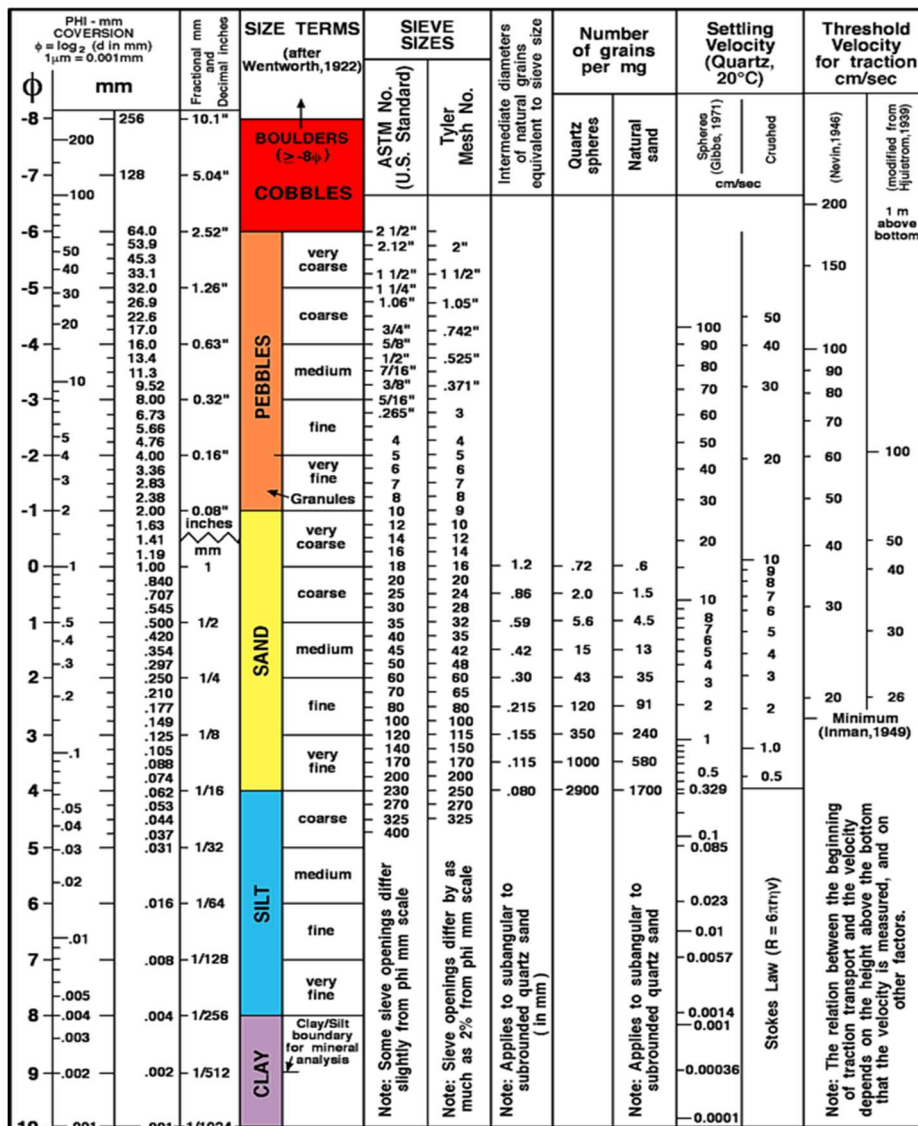 PHI - mm
COVERSION
ϕ = log₂ (d in mm)
1µm = 0.001mm
ϕ
mm
Fractional mm
and
Decimal inches
SIZE TERMS
(after
Wentworth,1922)
SIEVE
SIZES
ASTM No.
(U.S. Standard)
Tyler
Mesh No.
Intermediate diameters
of natural grains
equivalent to sieve size
Number
of grains
per mg
Quartz
spheres
Natural
sand
Settling
Velocity
(Quartz,
20°C)
Spheres
(Gibbs, 1971)
Crushed
cm/sec
Threshold
Velocity
for traction
cm/sec
(Nevin,1946)
(modified from
Hjulstrom,1939)
-8
-7
-6
-5
-4
-3
-2
-1
0
1
2
3
4
5
6
7
8
9
200
100
50
40
30
20
10
5
4
3
2
1
.5
.4
.3
.2
.1
.05
.04
.03
.02
.01
.005
.004
.003
.002
256
128
64.0
53.9
45.3
33.1
32.0
26.9
22.6
17.0
16.0
13.4
11.3
9.52
8.00
6.73
5.66
4.76
4.00
3.36
2.83
2.38
2.00
1.63
1.41
1.19
1.00
.840
.707
.545
.500
.420
.354
.297
.250
.210
.177
.149
.125
.105
.088
.074
.062
.053
.044
.037
.031
.016
.008
.004
.002
10.1"
5.04"
2.52"
1.26"
0.63"
0.32"
0.16"
0.08"
inches
mm
1
1/2
1/4
1/8
1/16
1/32
1/64
1/128
1/256
1/512
BOULDERS
(≥ -8ϕ)
COBBLES
PEBBLES
SAND
SILT
CLAY
very
coarse
coarse
medium
fine
very
fine
Granules
very
coarse
coarse
medium
fine
very
fine
coarse
medium
fine
very
fine
Clay/Silt
boundary
for mineral
analysis
2 1/2"
2.12"
1 1/2"
1 1/4"
1.06"
3/4"
5/8"
1/2"
7/16"
3/8"
5/16"
.265"
4
5
6
7
8
10
12
14
16
18
20
25
30
35
40
45
50
60
70
80
100
120
140
170
200
230
270
325
400
Note: Some sieve openings differ
slightly from phi mm scale
2"
1 1/2"
1.05"
.742"
.525"
.371"
3
4
5
6
7
8
9
10
12
14
16
20
24
28
32
35
42
48
60
65
80
100
115
150
170
200
250
270
325
Note: Sieve openings differ by as
much as 2% from phi mm scale
1.2
.86
.59
.42
.30
.215
.155
.115
.080
Note: Applies to subangular to
subrounded quartz sand
( in mm )
.72
2.0
5.6
15
43
120
350
1000
2900
.6
1.5
4.5
13
35
91
240
580
1700
Note: Applies to subangular to
subrounded quartz sand
100
90
80
70
60
50
40
30
20
10
8
7
6
5
4
3
2
1
0.5
0.329
0.1
0.085
0.023
0.01
0.0057
0.0014
0.001
0.00036
0.0001
50
40
30
20
10
9
8
7
6
5
4
3
2
1.0
0.5
Stokes Law (R = 6πrηv)
200
150
100
90
80
70
60
50
40
30
20
1 m
above
bottom
100
50
40
30
26
Minimum
(Inman,1949)
Note: The relation between the beginning
of traction transport and the velocity
depends on the height above the bottom
that the velocity is measured, and on
other factors.